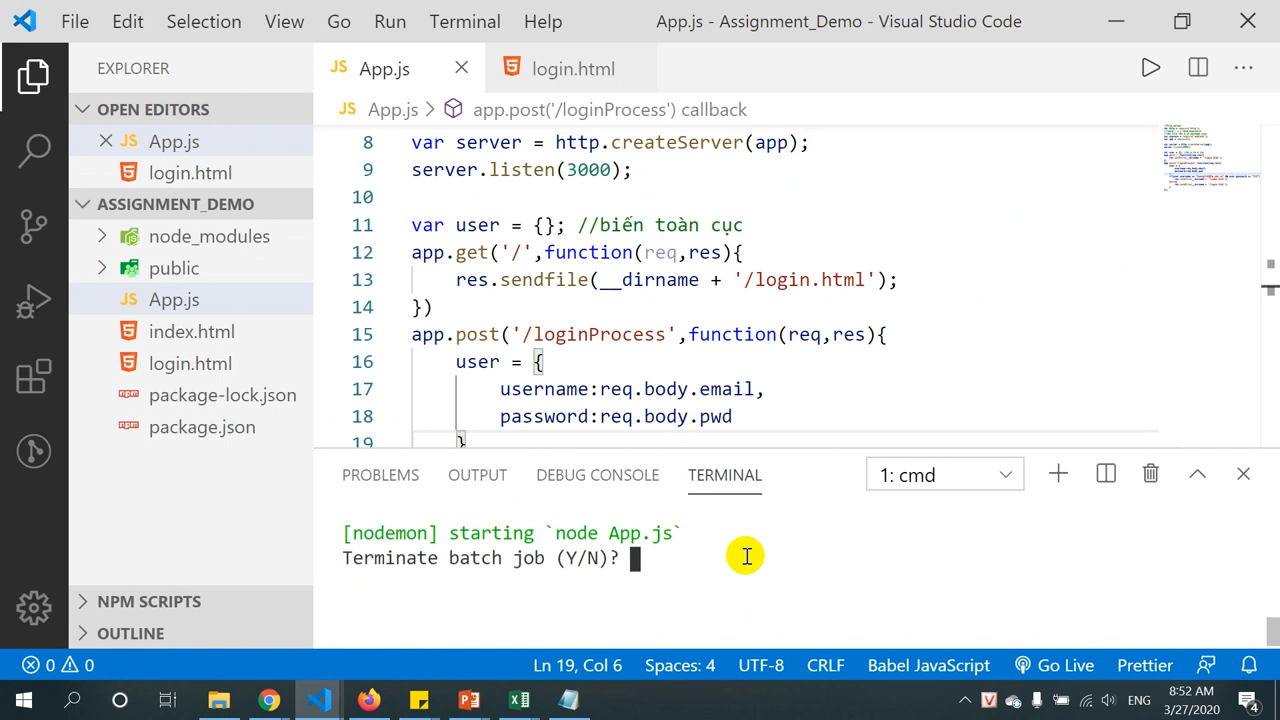 File Edit Selection View Go Run Terminal Help App.js - Assignment_Demo - Visual Studio Code
EXPLORER
OPEN EDITORS
JS App.js
login.html
ASSIGNMENT_DEMO
node_modules
public
JS App.js
index.html
login.html
package-lock.json
package.json
NPM SCRIPTS
OUTLINE
JS App.js
login.html
JS App.js > app.post('/loginProcess') callback
8 var server = http.createServer(app);
9 server.listen(3000);
10
11 var user = {}; //biến toàn cục
12 app.get('/',function(req,res){
13 res.sendfile(__dirname + '/login.html');
14 })
15 app.post('/loginProcess',function(req,res){
16 user = {
17 username:req.body.email,
18 password:req.body.pwd
19 }
PROBLEMS OUTPUT DEBUG CONSOLE TERMINAL 1: cmd
[nodemon] starting `node App.js`
Terminate batch job (Y/N)?
0 0 Ln 19, Col 6 Spaces: 4 UTF-8 CRLF Babel JavaScript Go Live Prettier
ENG 8:52 AM
3/27/2020
4